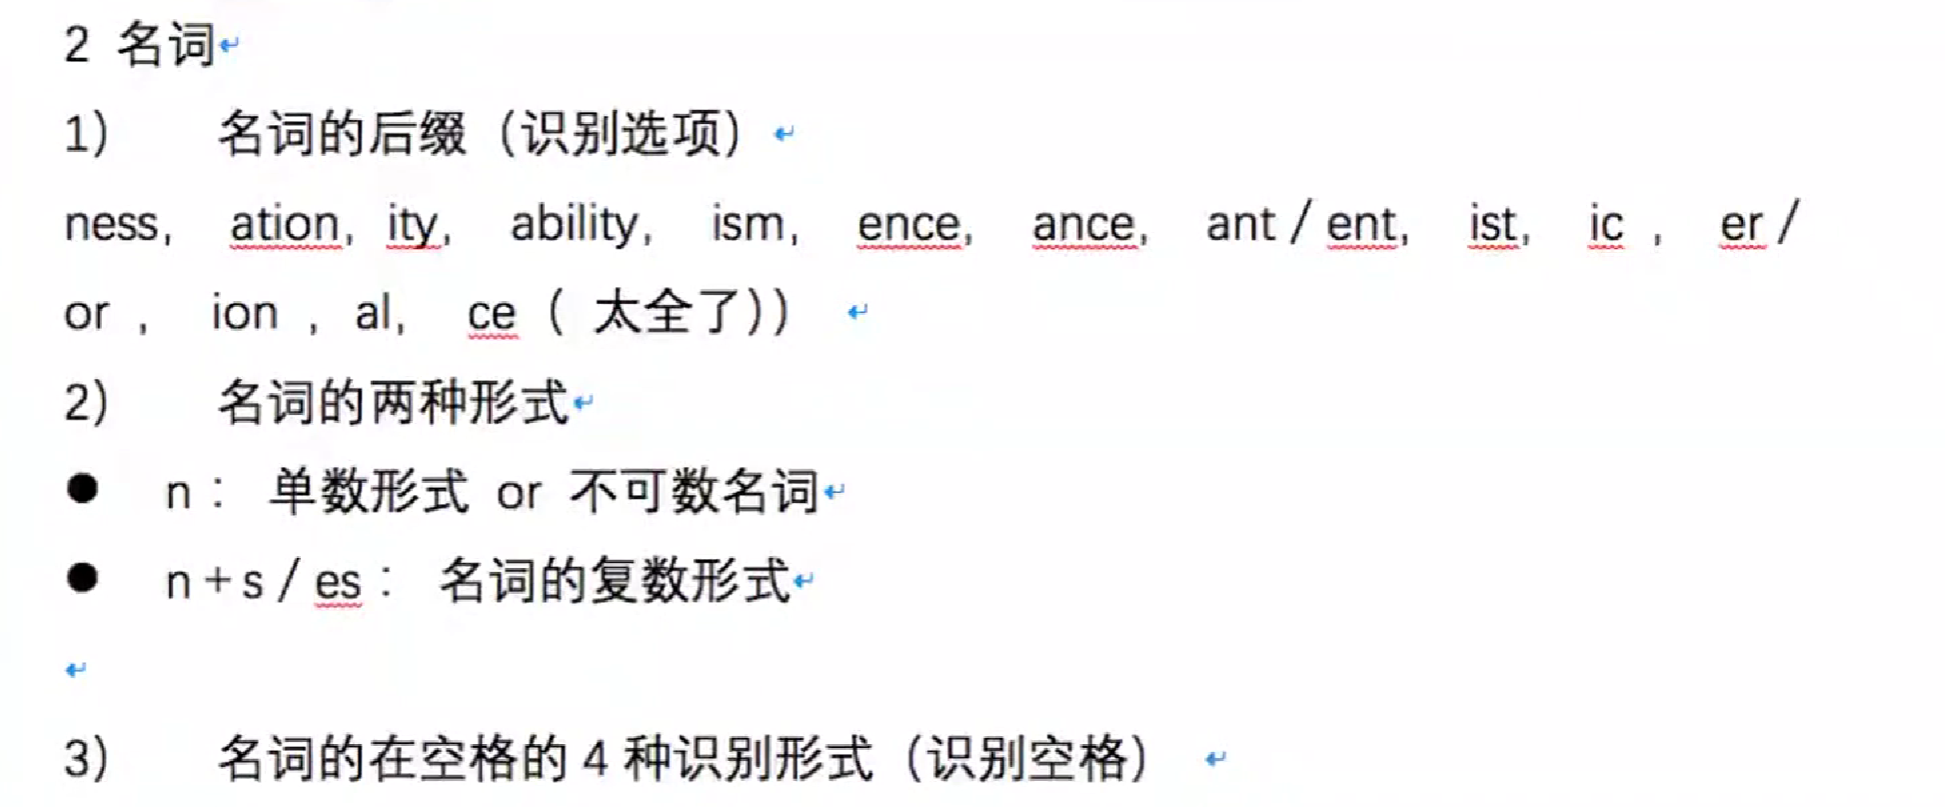 2 名词
1) 名词的后缀（识别选项）
ness, ation, ity, ability, ism, ence, ance, ant / ent, ist, ic , er /
or , ion , al, ce ( 太全了))
2) 名词的两种形式
● n： 单数形式 or 不可数名词
● n + s / es： 名词的复数形式
3) 名词的在空格的 4 种识别形式（识别空格）